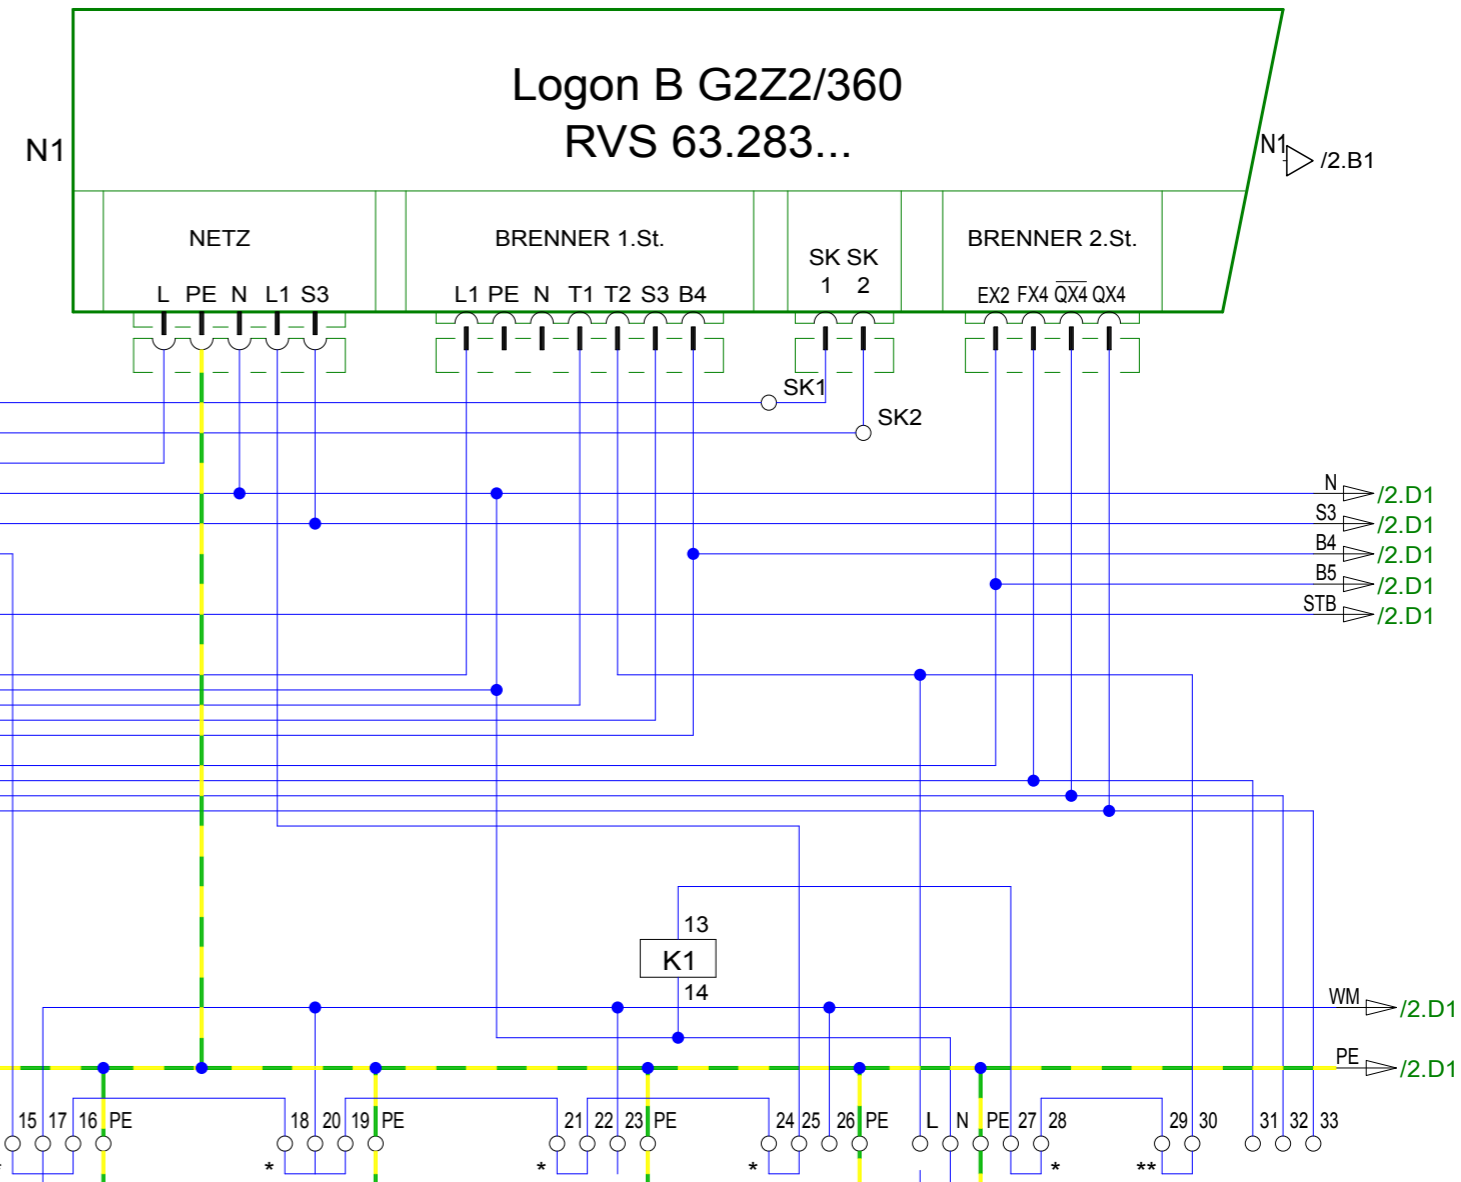 Logon B G2Z2/360
RVS 63.283...
N1
N1
/2.B1
NETZ
BRENNER 1.St.
SK SK
1 2
BRENNER 2.St.
L PE N L1 S3
L1 PE N T1 T2 S3 B4
EX2 FX4 QX4 QX4
SK1
SK2
N /2.D1
S3 /2.D1
B4 /2.D1
B5 /2.D1
STB /2.D1
13
K1
14
WM /2.D1
PE /2.D1
15 17 16 PE 18 20 19 PE 21 22 23 PE 24 25 26 PE L N PE 27 28 29 30 31 32 33
* * * * **